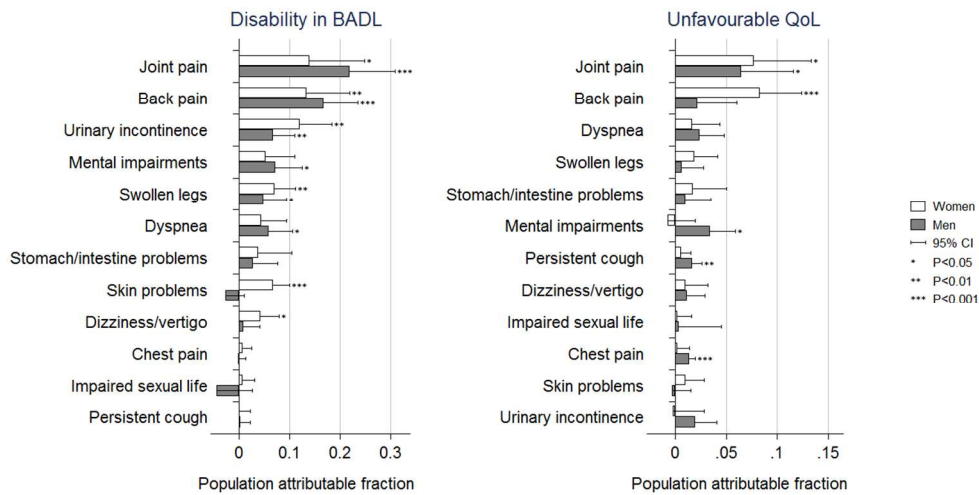 Disability in BADL
Joint pain
*
***
Back pain
**
***
Urinary incontinence
**
**
Mental impairments
*
Swollen legs
**
*
Dyspnea
*
Stomach/intestine problems
Skin problems
***
Dizziness/vertigo
*
Chest pain
Impaired sexual life
Persistent cough
0 0.1 0.2 0.3
Population attributable fraction
Unfavourable QoL
Joint pain
*
*
Back pain
***
Dyspnea
Swollen legs
Stomach/intestine problems
Mental impairments
*
Persistent cough
**
Dizziness/vertigo
Impaired sexual life
Chest pain
***
Skin problems
Urinary incontinence
0 .05 .1 .15
Population attributable fraction
Women
Men
95% CI
* P<0.05
** P<0.01
*** P<0.001